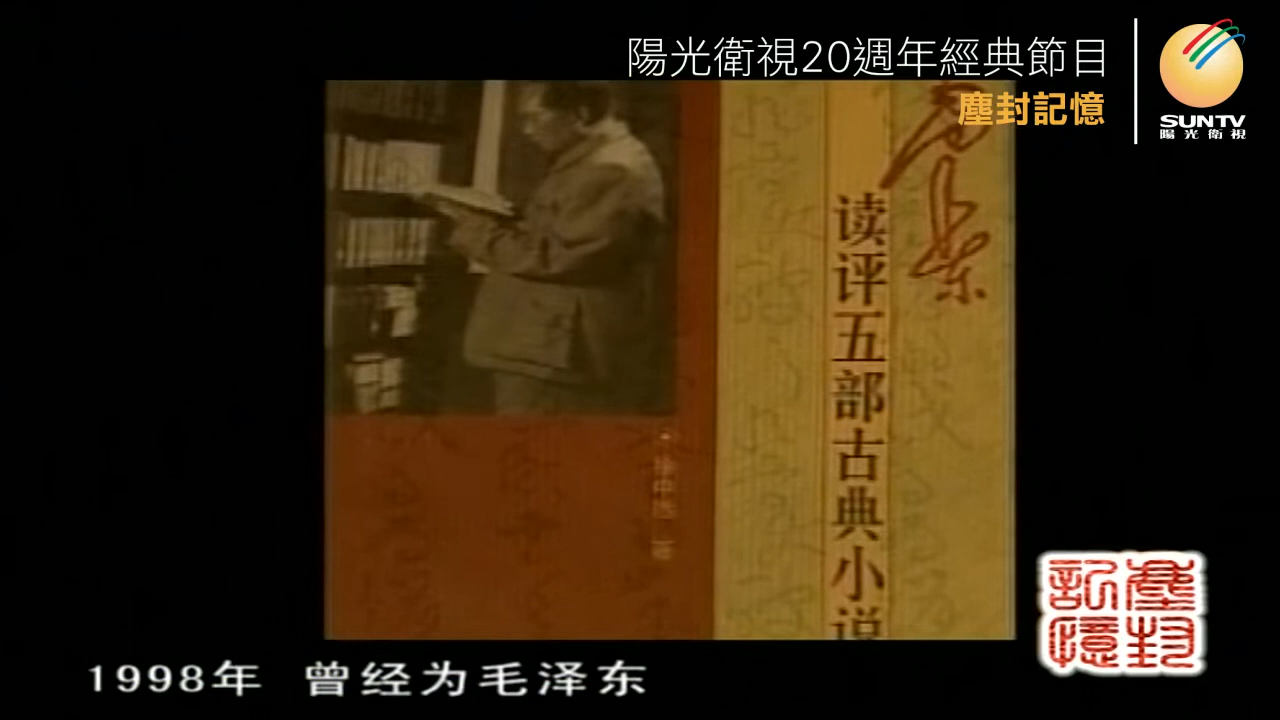 陽光衛視20週年經典節目
塵封記憶
SUNTV
陽光衛視
读评五部古典小说
塵封記憶
1998年 曾经为毛泽东